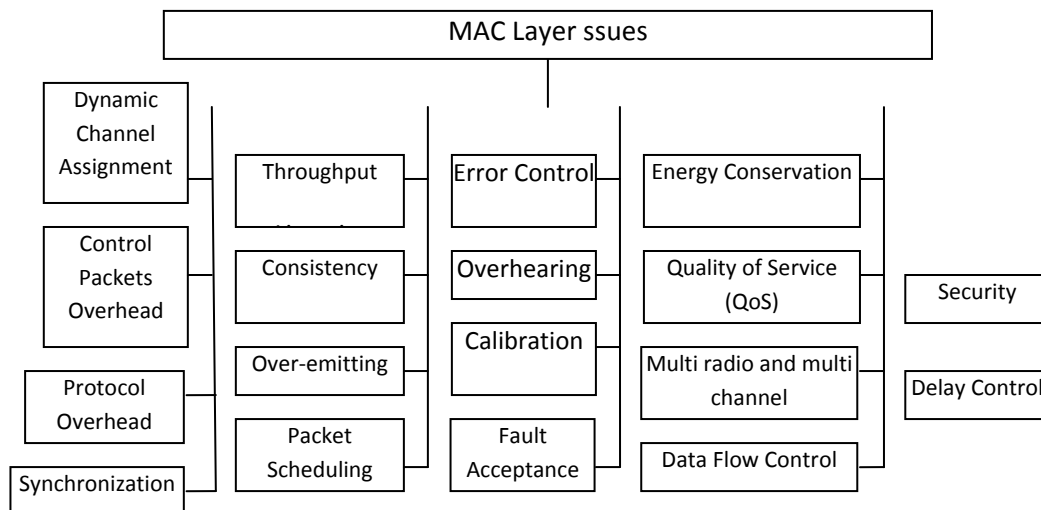 MAC Layer ssues
Dynamic
Channel
Assignment
Control
Packets
Overhead
Protocol
Overhead
Synchronization
Throughput
Consistency
Over-emitting
Packet
Scheduling
Error Control
Overhearing
Calibration
Fault
Acceptance
Energy Conservation
Quality of Service
(QoS)
Multi radio and multi
channel
Data Flow Control
Security
Delay Control